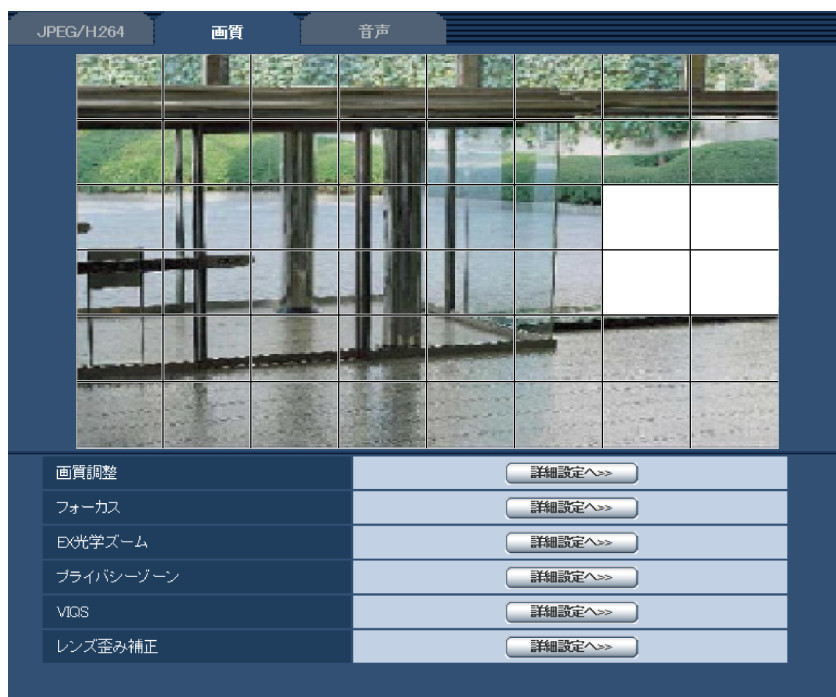 JPEG/H.264
画質
音声
画質調整
詳細設定へ>>
フォーカス
詳細設定へ>>
EX光学ズーム
詳細設定へ>>
プライバシーゾーン
詳細設定へ>>
VIQS
詳細設定へ>>
レンズ歪み補正
詳細設定へ>>